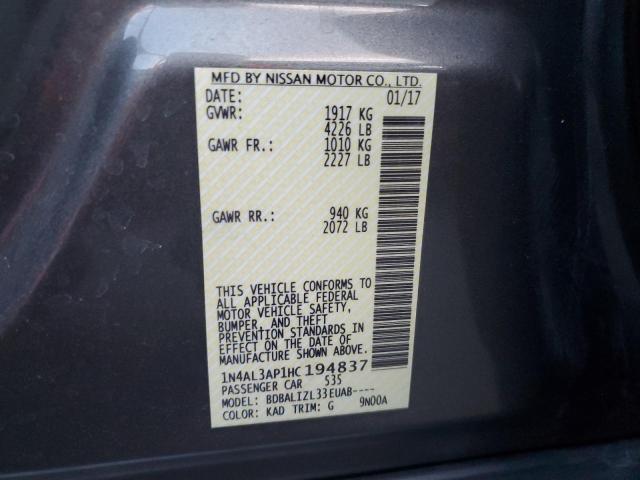 MFD BY NISSAN MOTOR CO., LTD.
DATE: 01/17
GVWR: 1917 KG
4226 LB
GAWR FR.: 1010 KG
2227 LB
GAWR RR.: 940 KG
2072 LB
THIS VEHICLE CONFORMS TO
ALL APPLICABLE FEDERAL
MOTOR VEHICLE SAFETY,
BUMPER, AND THEFT
PREVENTION STANDARDS IN
EFFECT ON THE DATE OF
MANUFACTURE SHOWN ABOVE.
1N4AL3AP1HC194837
PASSENGER CAR 535
MODEL: BDBALIZL33EUAB----
COLOR: KAD TRIM: G 9N00A